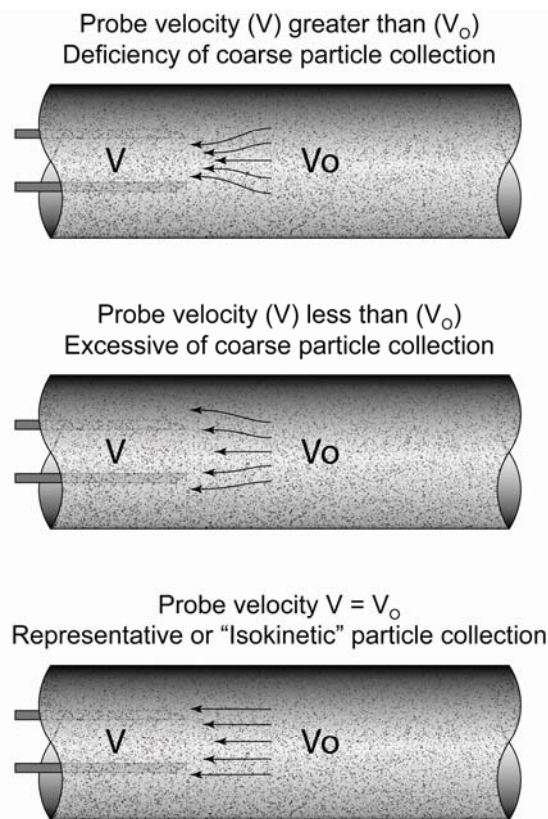 Probe velocity (V) greater than (Vo)
Deficiency of coarse particle collection
V Vo
Probe velocity (V) less than (Vo)
Excessive of coarse particle collection
V Vo
Probe velocity V = Vo
Representative or “Isokinetic” particle collection
V Vo